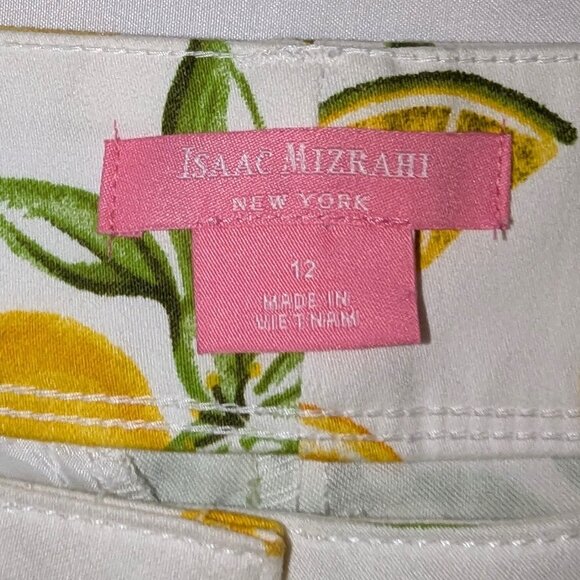 ISAAC MIZRAHI
NEW YORK
12
MADE IN
VIETNAM